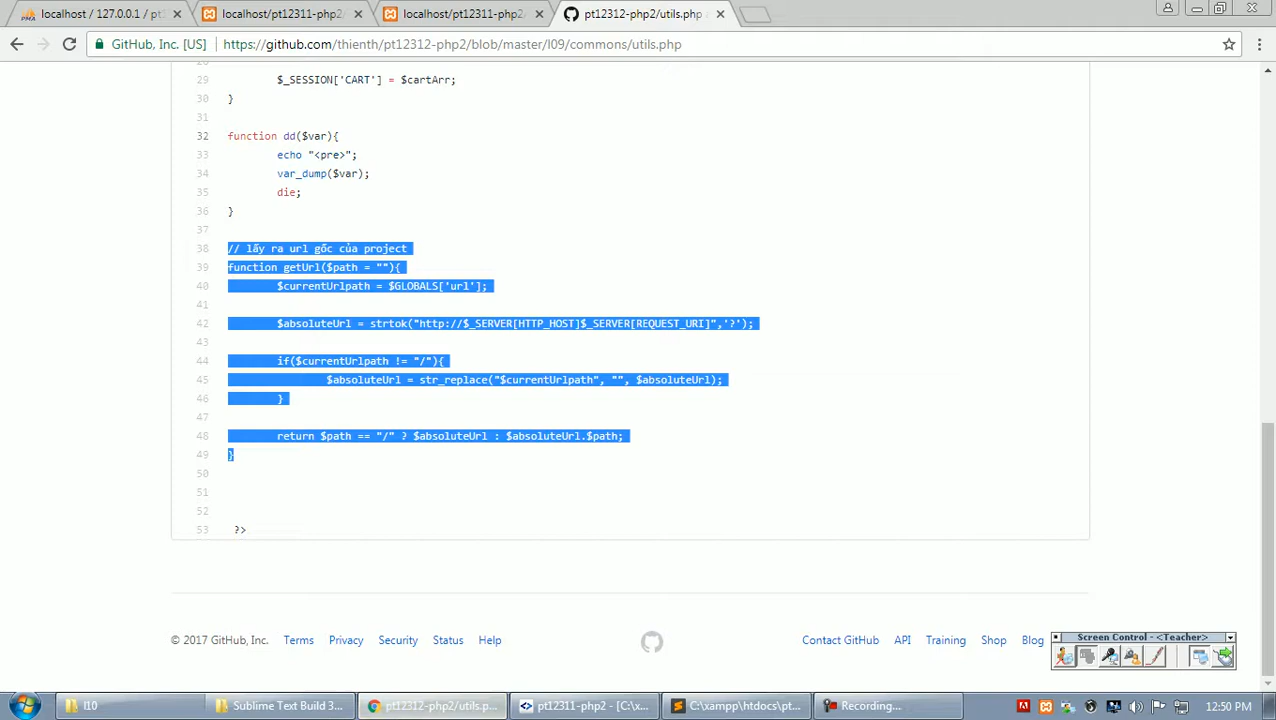 localhost / 127.0.0.1 / pt
localhost/pt12311-php2/
localhost/pt12311-php2/
pt12312-php2/utils.php
GitHub, Inc. [US]
https://github.com/thienth/pt12312-php2/blob/master/l09/commons/utils.php
28
29 $_SESSION['CART'] = $cartArr;
30 }
31
32 function dd($var){
33 echo "<pre>";
34 var_dump($var);
35 die;
36 }
37
38 // lấy ra url gốc của project
39 function getUrl($path = ""){
40 $currentUrlpath = $GLOBALS['url'];
41
42 $absoluteUrl = strtok("http://$_SERVER[HTTP_HOST]$_SERVER[REQUEST_URI]",'?');
43
44 if($currentUrlpath != "/"){
45 $absoluteUrl = str_replace("$currentUrlpath", "", $absoluteUrl);
46 }
47
48 return $path == "/" ? $absoluteUrl : $absoluteUrl.$path;
49 }
50
51
52
53 ?>
© 2017 GitHub, Inc. Terms Privacy Security Status Help
Contact GitHub API Training Shop Blog
Screen Control - <Teacher>
l10
Sublime Text Build 3...
pt12312-php2/utils.p...
pt12311-php2 - [C:\x...
C:\xampp\htdocs\pt...
Recording...
12:50 PM